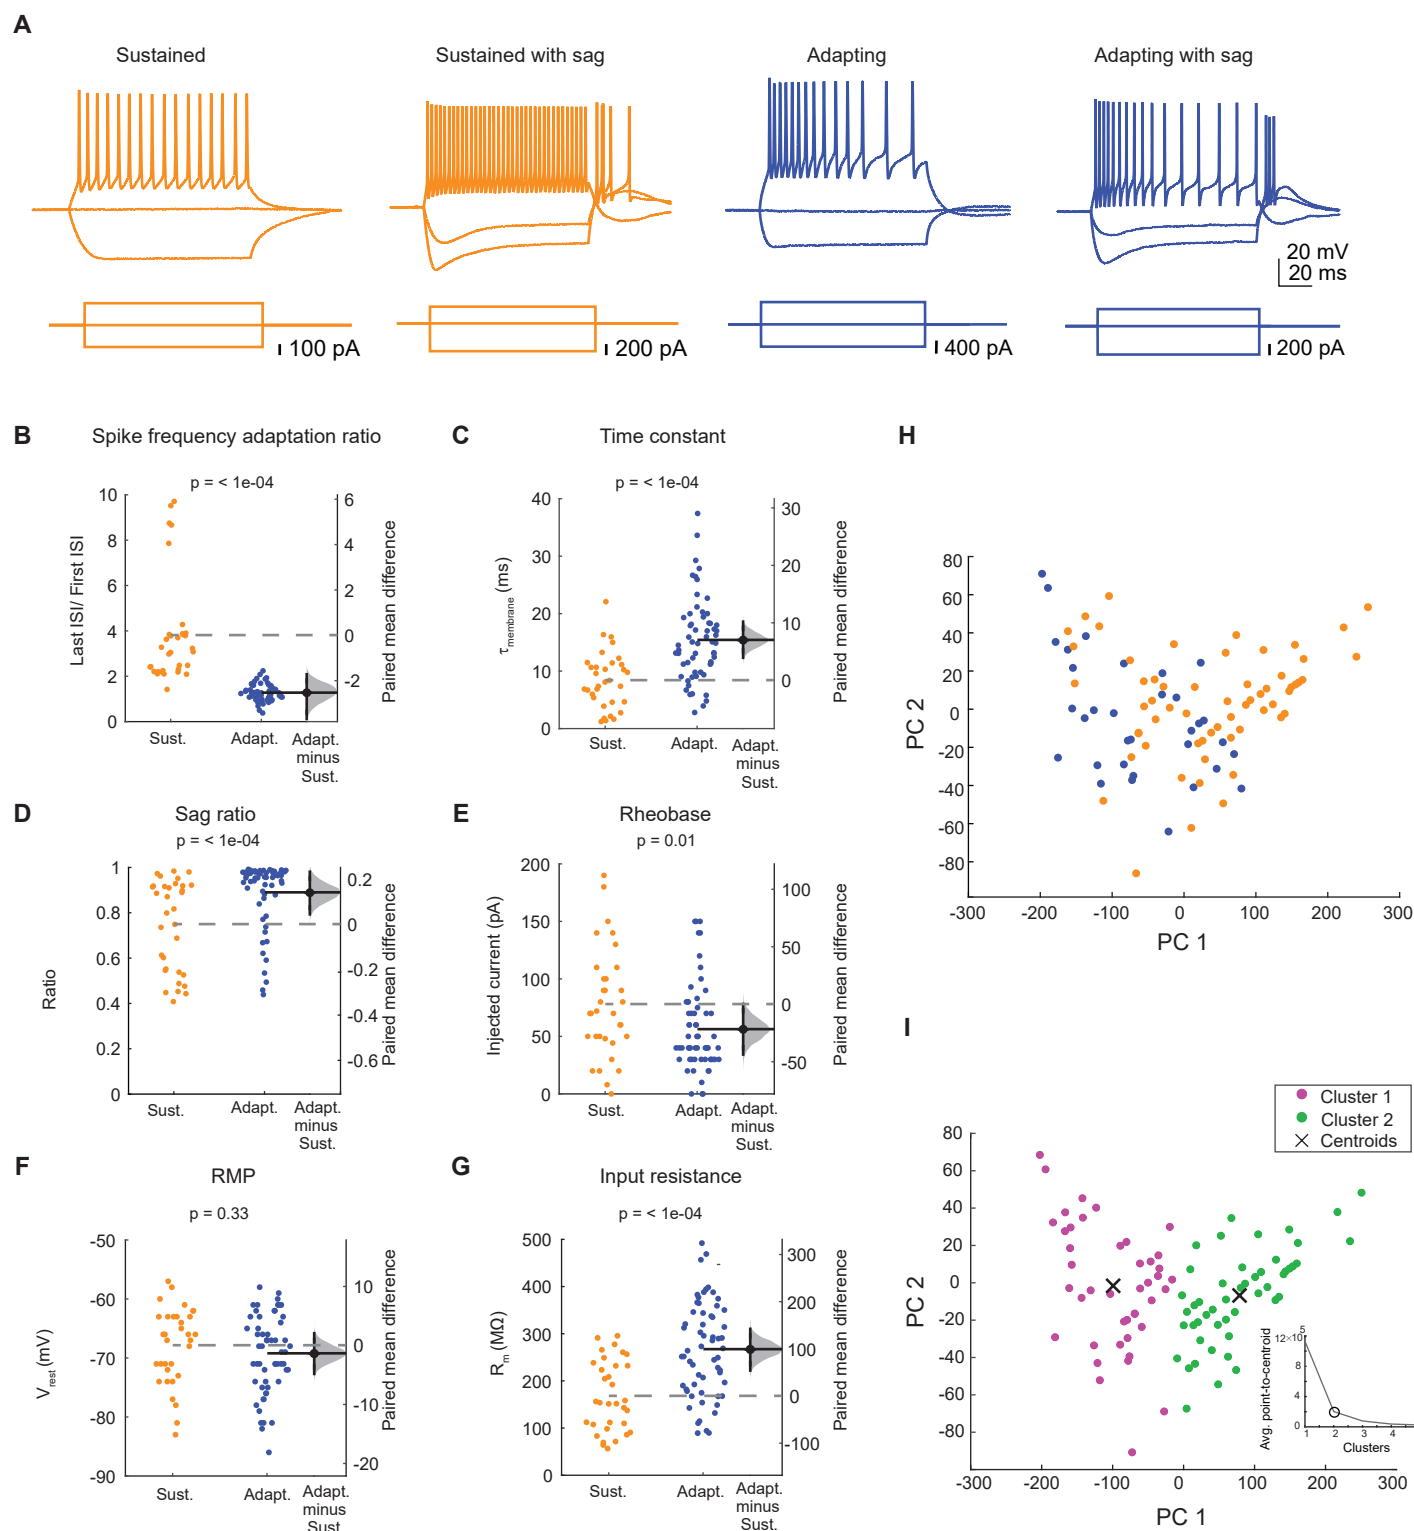 A
Sustained
Sustained with sag
Adapting
Adapting with sag
20 mV
20 ms
100 pA
200 pA
400 pA
200 pA
B
Spike frequency adaptation ratio
p = < 1e-04
Last ISI/ First ISI
10
8
6
4
2
0
6
4
2
0
-2
Paired mean difference
Sust.
Adapt.
Adapt.
minus
Sust.
C
Time constant
p = < 1e-04
τmembrane (ms)
40
30
20
10
0
30
20
10
0
Paired mean difference
Sust.
Adapt.
Adapt.
minus
Sust.
D
Sag ratio
p = < 1e-04
Ratio
1
0.8
0.6
0.4
0.2
0
0.2
0
-0.2
-0.4
-0.6
Paired mean difference
Sust.
Adapt.
Adapt.
minus
Sust.
E
Rheobase
p = 0.01
Injected current (pA)
200
150
100
50
0
100
50
0
-50
Paired mean difference
Sust.
Adapt.
Adapt.
minus
Sust.
F
RMP
p = 0.33
Vrest (mV)
-50
-60
-70
-80
-90
10
0
-10
-20
Paired mean difference
Sust.
Adapt.
Adapt.
minus
Sust.
G
Input resistance
p = < 1e-04
Rm (MΩ)
500
400
300
200
100
0
300
200
100
0
-100
Paired mean difference
Sust.
Adapt.
Adapt.
minus
Sust.
H
PC 2
80
60
40
20
0
-20
-40
-60
-80
-300
-200
-100
0
100
200
300
PC 1
I
Cluster 1
Cluster 2
Centroids
PC 2
80
60
40
20
0
-20
-40
-60
-80
-300
-200
-100
0
100
200
300
PC 1
Avg. point-to-centroid
12×10 5
8
4
0
1
2
3
4
Clusters